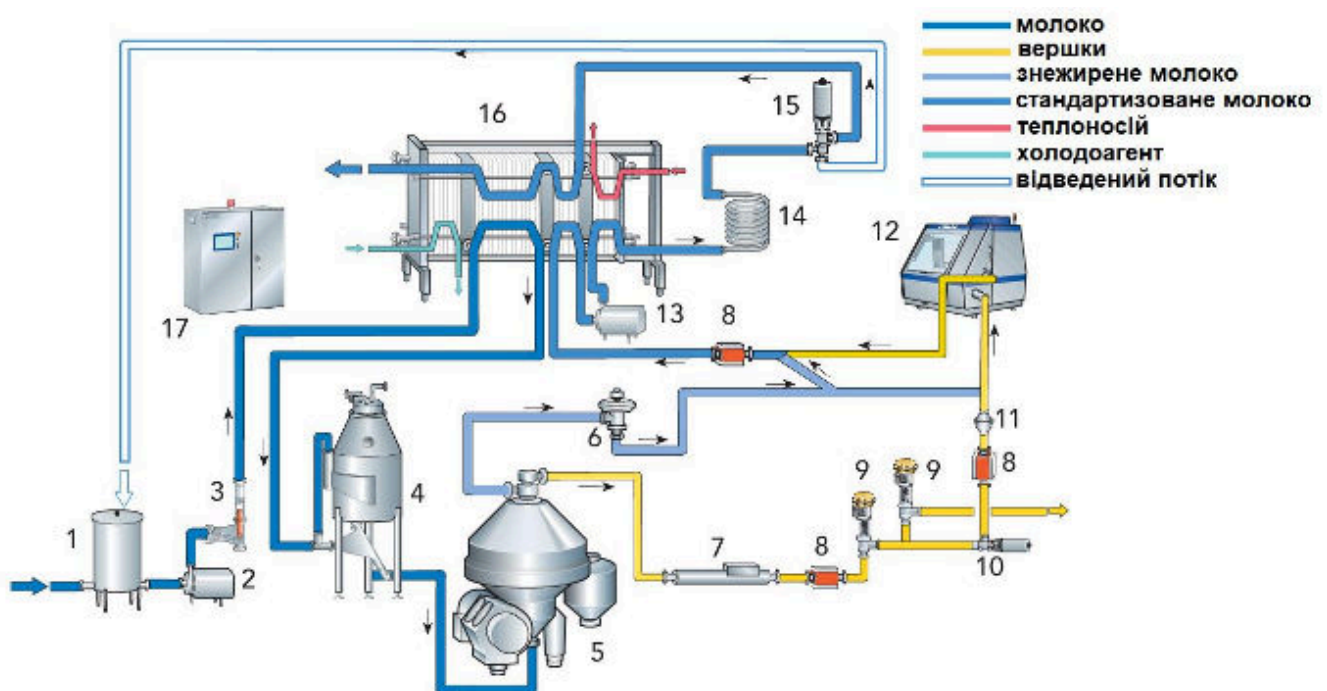 молоко
вершки
знежирене молоко
стандартизоване молоко
теплоносій
холодоагент
відведений потік
15
16
14
12
17
13
8
6
11
3
4
9
9
8
1
2
7
8
10
5